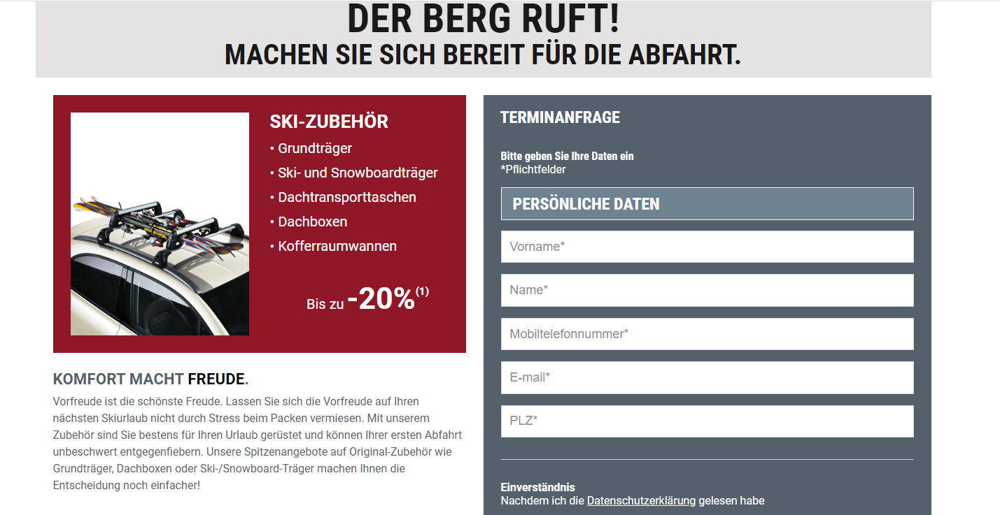 DER BERG RUFT!
MACHEN SIE SICH BEREIT FÜR DIE ABFAHRT.
SKI-ZUBEHÖR
• Grundträger
• Ski- und Snowboardträger
• Dachtransporttaschen
• Dachboxen
• Kofferraumwannen
Bis zu -20%(1)
KOMFORT MACHT FREUDE.
Vorfreude ist die schönste Freude. Lassen Sie sich die Vorfreude auf Ihren
nächsten Skiurlaub nicht durch Stress beim Packen vermiesen. Mit unserem
Zubehör sind Sie bestens für Ihren Urlaub gerüstet und können Ihrer ersten Abfahrt
unbeschwert entgegenfiebern. Unsere Spitzenangebote auf Original-Zubehör wie
Grundträger, Dachboxen oder Ski-/Snowboard-Träger machen Ihnen die
Entscheidung noch einfacher!
TERMINANFRAGE
Bitte geben Sie Ihre Daten ein
*Pflichtfelder
PERSÖNLICHE DATEN
Vorname*
Name*
Mobiltelefonnummer*
E-mail*
PLZ*
Einverständnis
Nachdem ich die Datenschutzerklärung gelesen habe